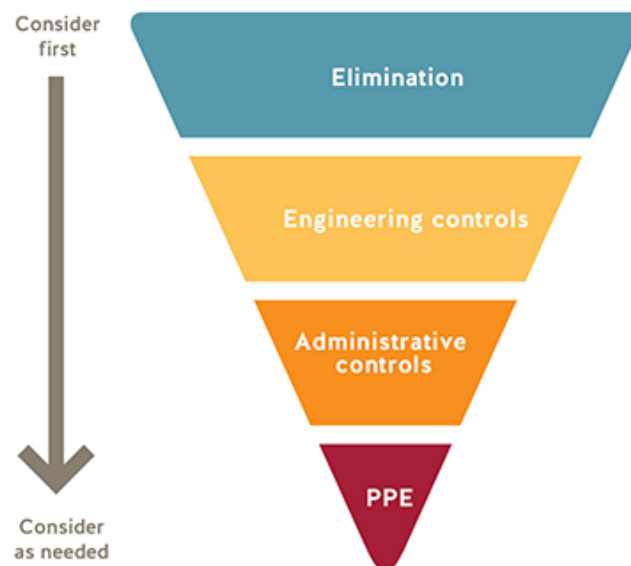 Consider
first
Elimination
Engineering controls
Administrative
controls
PPE
Consider
as needed